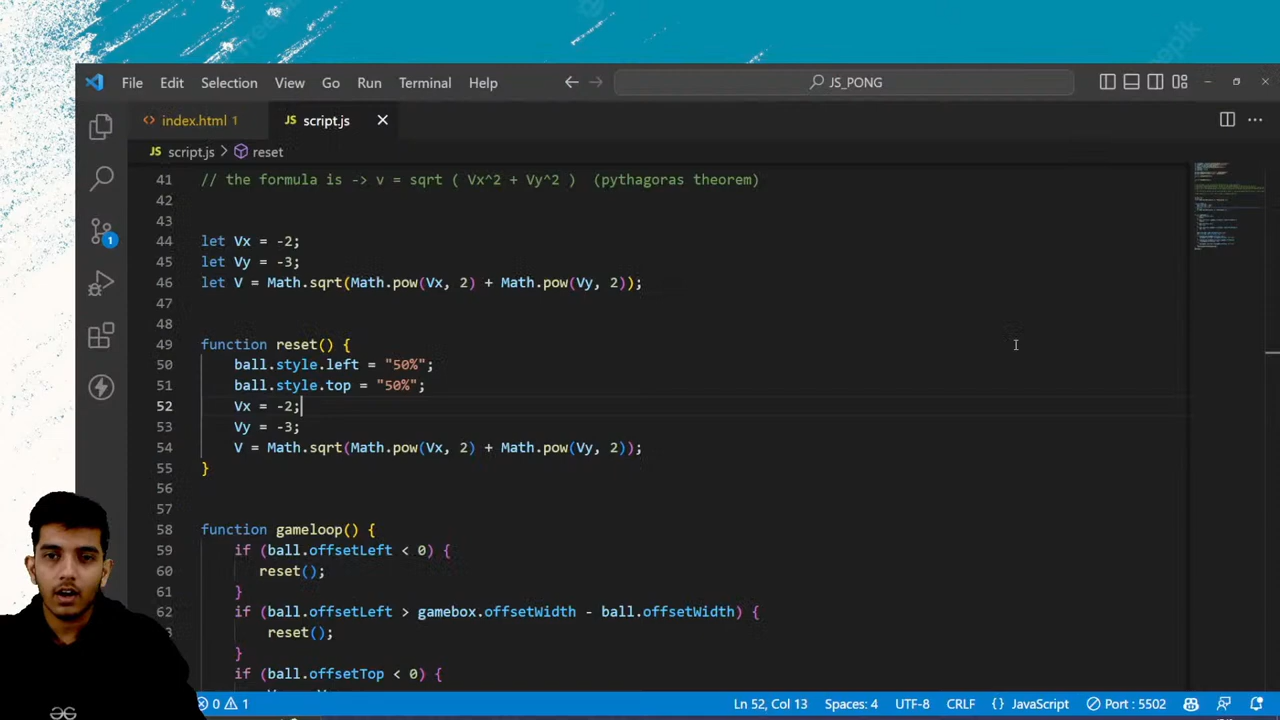 File Edit Selection View Go Run Terminal Help JS_PONG
index.html 1 JS script.js
JS script.js > reset
41 // the formula is -> v = sqrt ( Vx^2 - Vy^2 ) (pythagoras theorem)
42
43
44 let Vx = -2;
45 let Vy = -3;
46 let V = Math.sqrt(Math.pow(Vx, 2) + Math.pow(Vy, 2));
47
48
49 function reset() {
50 ball.style.left = "50%";
51 ball.style.top = "50%";
52 Vx = -2;
53 Vy = -3;
54 V = Math.sqrt(Math.pow(Vx, 2) + Math.pow(Vy, 2));
55 }
56
57
58 function gameloop() {
59 if (ball.offsetLeft < 0) {
60 reset();
61 }
62 if (ball.offsetLeft > gamebox.offsetWidth - ball.offsetWidth) {
3 reset();
}
if (ball.offsetTop < 0) {
1
0 1 Ln 52, Col 13 Spaces: 4 UTF-8 CRLF {} JavaScript Port : 5502